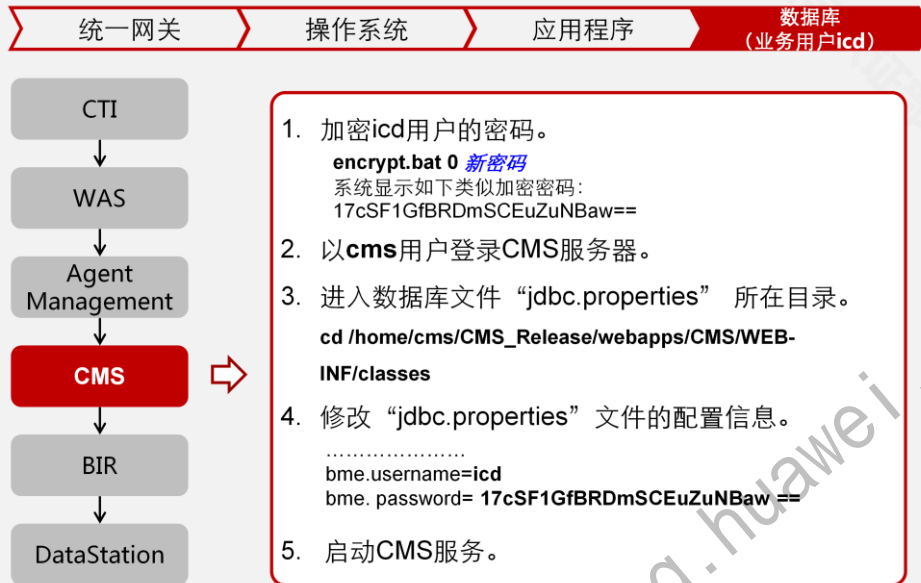 统一网关
操作系统
应用程序
数据库
（业务用户icd）
CTI
WAS
Agent
Management
CMS
BIR
DataStation
1. 加密icd用户的密码。
encrypt.bat 0 新密码
系统显示如下类似加密密码：
17cSF1GfBRDmSCEuZuNBaw==
2. 以cms用户登录CMS服务器。
3. 进入数据库文件“jdbc.properties” 所在目录。
cd /home/cms/CMS_Release/webapps/CMS/WEB-
INF/classes
4. 修改“jdbc.properties”文件的配置信息。
…………………
bme.username=icd
bme. password= 17cSF1GfBRDmSCEuZuNBaw ==
5. 启动CMS服务。
g.huawei